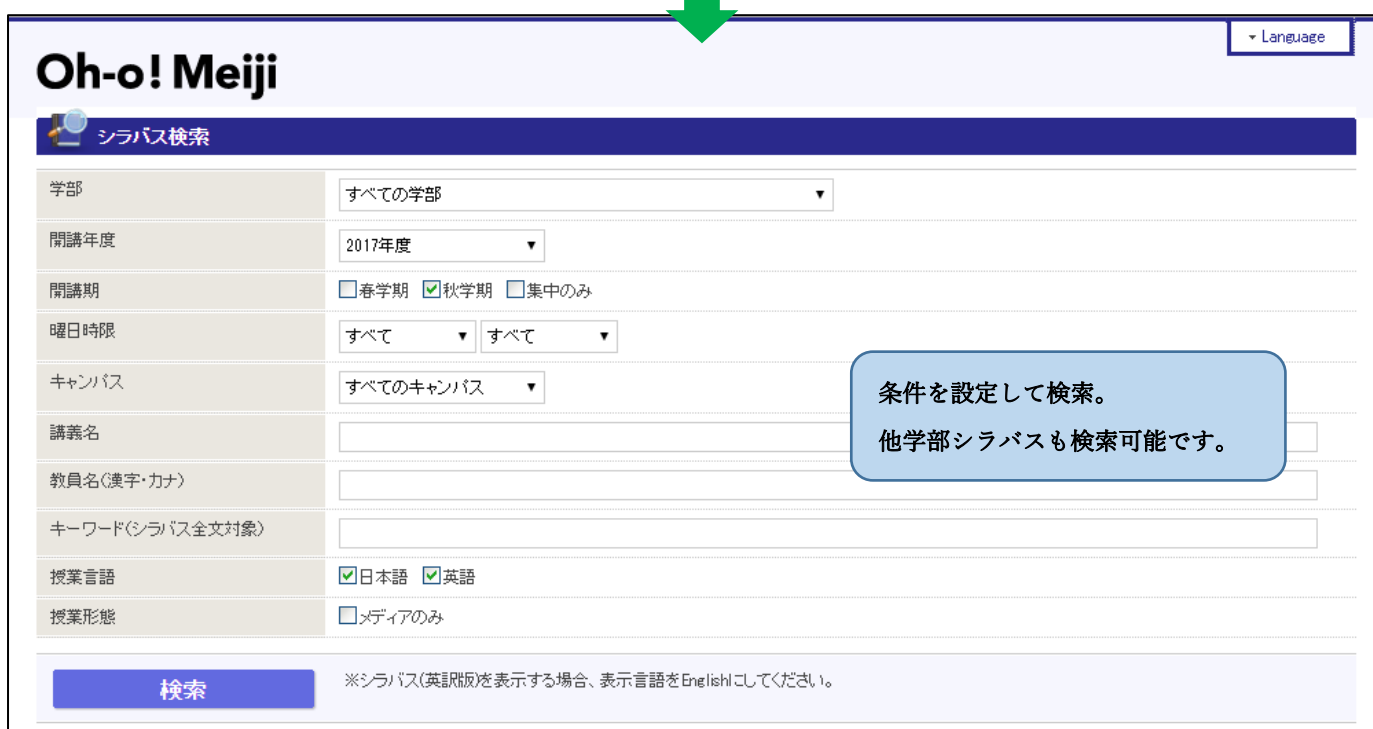 Language
Oh-o! Meiji
シラバス検索
学部 すべての学部
開講年度 2017年度
開講期 春学期 秋学期 集中のみ
曜日時限 すべて すべて
キャンパス すべてのキャンパス
条件を設定して検索。
他学部シラバスも検索可能です。
講義名
教員名(漢字・カナ)
キーワード(シラバス全文対象)
授業言語 日本語 英語
授業形態 メディアのみ
検索 ※シラバス(英訳版)を表示する場合、表示言語をEnglishにしてください。